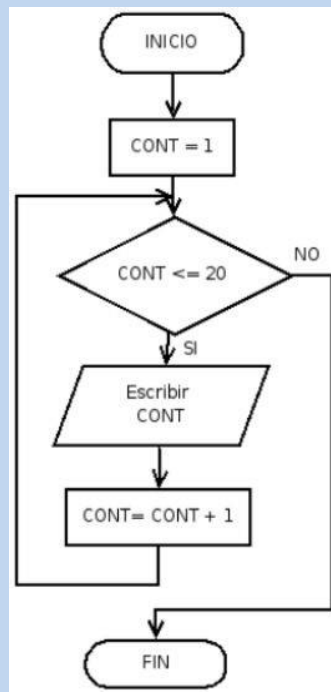 INICIO
CONT = 1
CONT <= 20
NO
SI
Escribir
CONT
CONT= CONT + 1
FIN